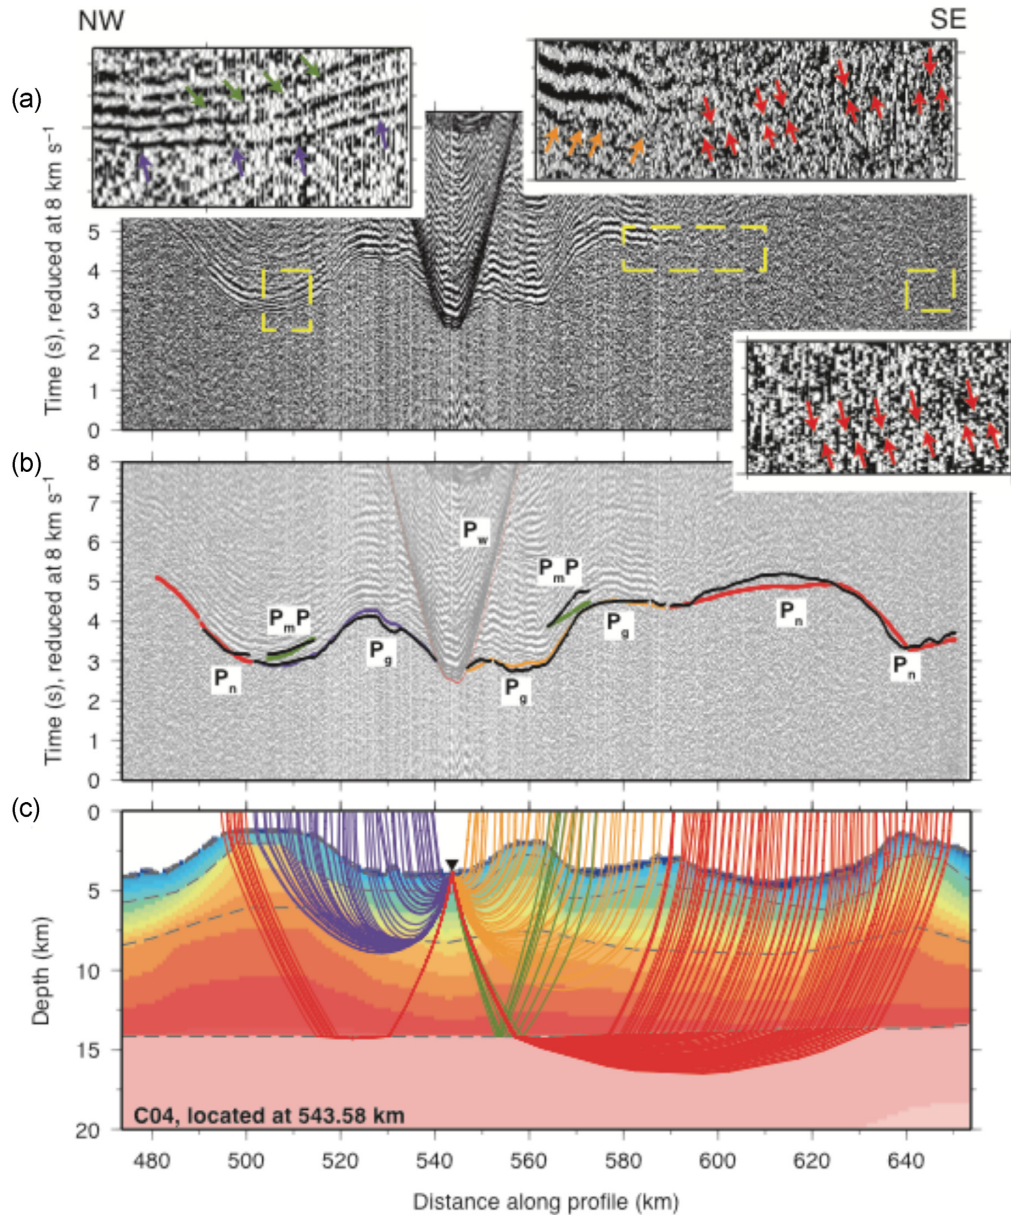 NW
SE
(a)
Time (s), reduced at 8 km s⁻¹
5
4
3
2
1
0
(b)
Time (s), reduced at 8 km s⁻¹
8
7
6
5
4
3
2
1
0
Pw
PmP
PmP
Pg
Pg
Pn
Pn
Pg
Pn
(c)
Depth (km)
0
5
10
15
20
C04, located at 543.58 km
480 500 520 540 560 580 600 620 640
Distance along profile (km)